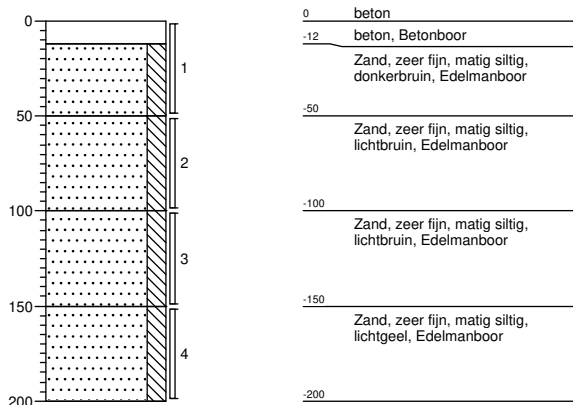 0
50
100
150
200
1
2
3
4
0 beton
-12 beton, Betonboor
Zand, zeer fijn, matig siltig,
donkerbruin, Edelmanboor
-50
Zand, zeer fijn, matig siltig,
lichtbruin, Edelmanboor
-100
Zand, zeer fijn, matig siltig,
lichtbruin, Edelmanboor
-150
Zand, zeer fijn, matig siltig,
lichtgeel, Edelmanboor
-200